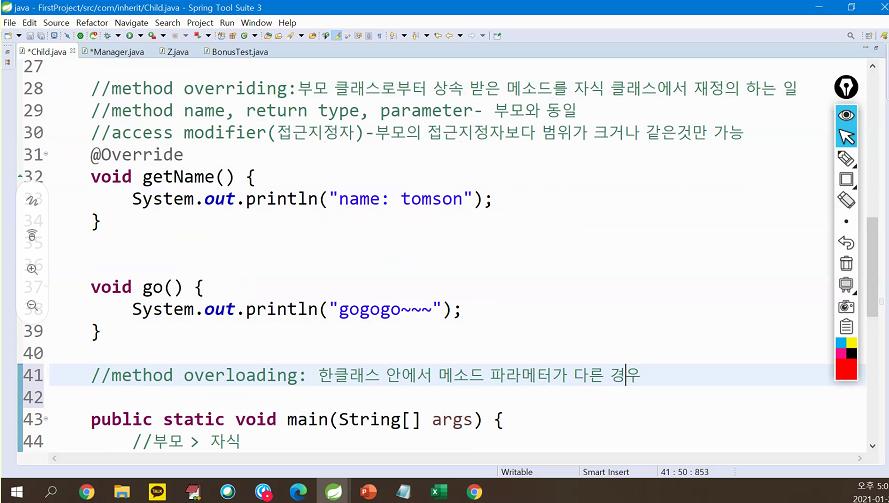 java - FirstProject/src/com/inherit/Child.java - Spring Tool Suite 3
File Edit Source Refactor Navigate Search Project Run Window Help
*Child.java *Manager.java Z.java BonusTest.java
27
28 //method overriding:부모 클래스로부터 상속 받은 메소드를 자식 클래스에서 재정의 하는 일
29 //method name, return type, parameter- 부모와 동일
30 //access modifier(접근지정자)-부모의 접근지정자보다 범위가 크거나 같은것만 가능
31 @Override
32 void getName() {
33 System.out.println("name: tomson");
34 }
35
36
37 void go() {
38 System.out.println("gogogo~~~");
39 }
40
41 //method overloading: 한클래스 안에서 메소드 파라메터가 다른 경우
42
43 public static void main(String[] args) {
44 //부모 > 자식
Writable Smart Insert 41 : 50 : 853
오후 5:0
2021-01-